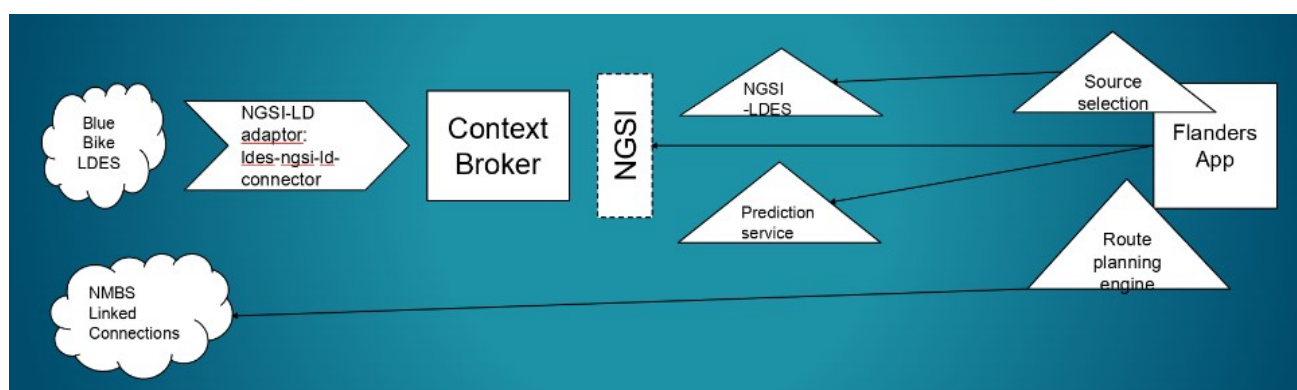 Blue
Bike
LDES
NGSI-LD
adaptor:
ldes-ngsi-ld-
connector
Context
Broker
NGSI
NGSI
-LDES
Source
selection
Flanders
App
Prediction
service
Route
planning
engine
NMBS
Linked
Connections